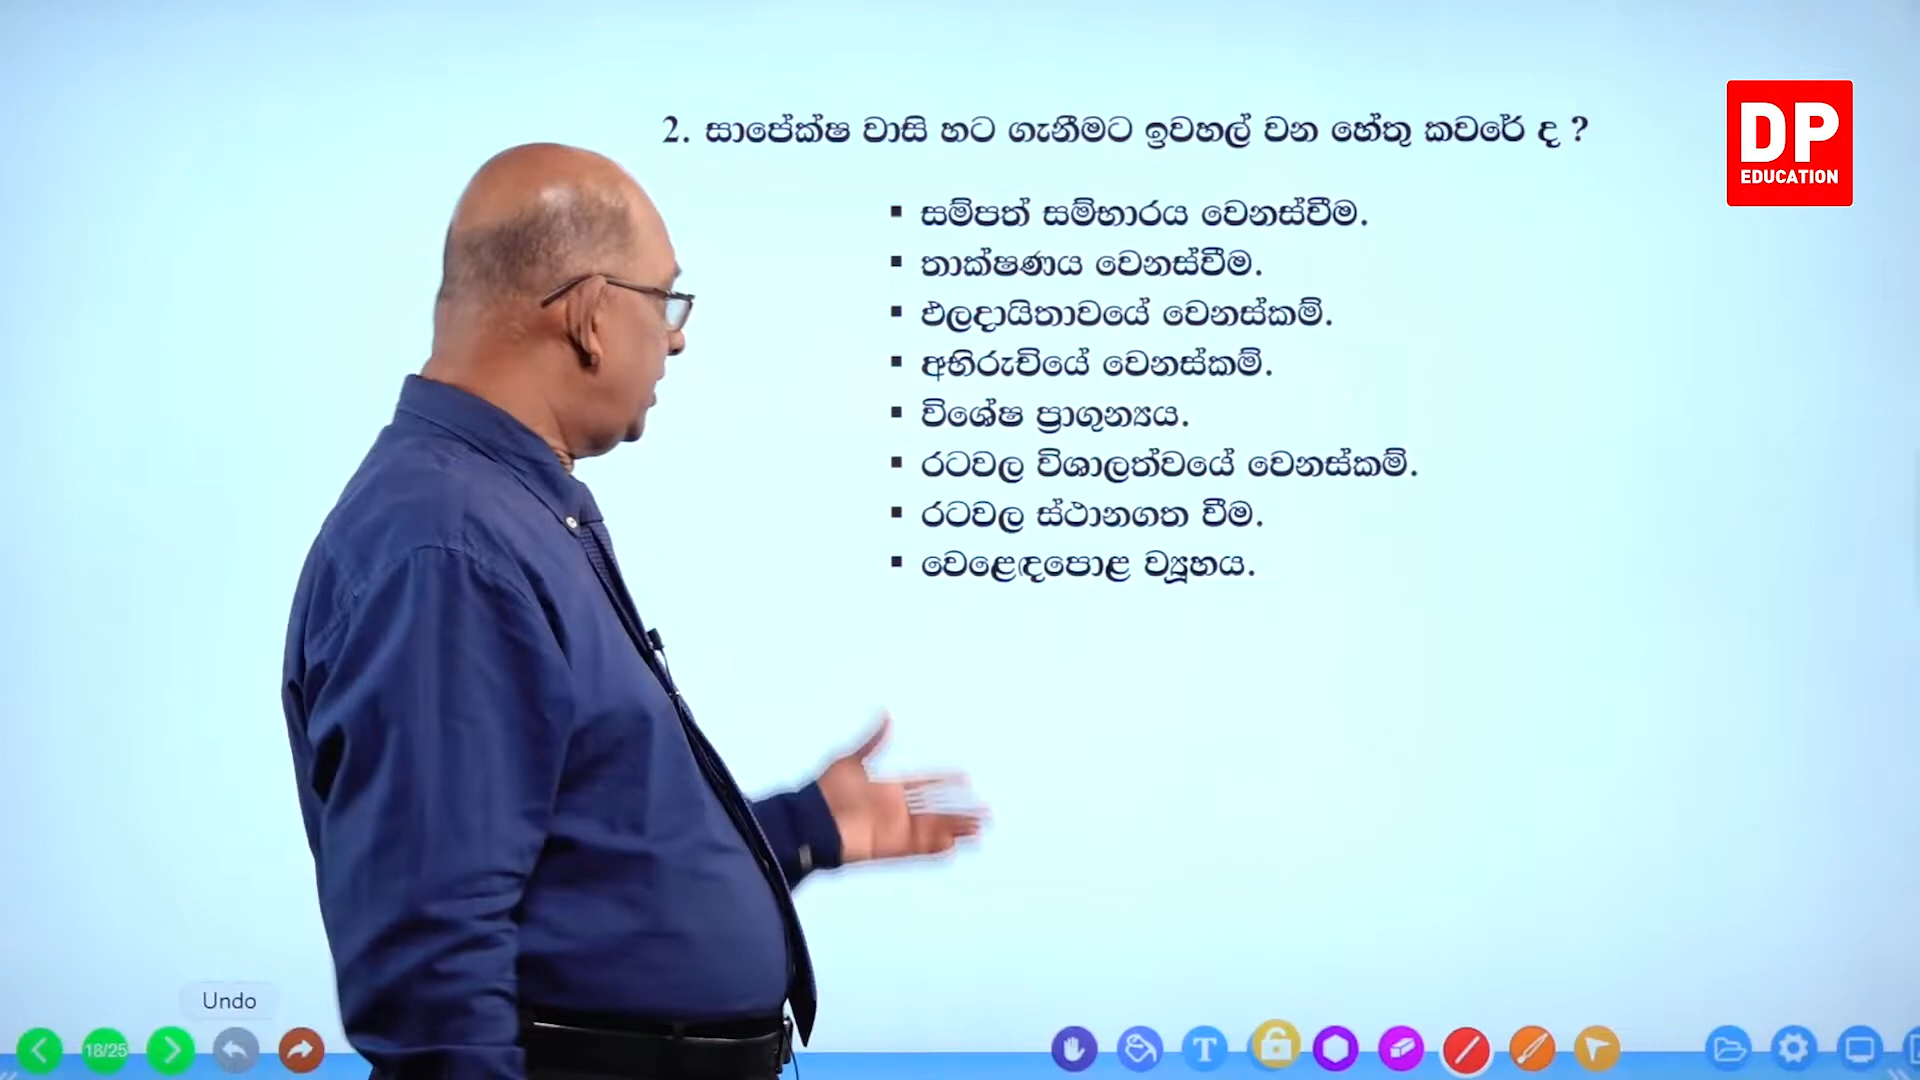 2. සාපේක්ෂ වාසි හට ගැනීමට ඉවහල් වන හේතු කවරේ ද ?
DP
EDUCATION
▪ සම්පත් සම්භාරය වෙනස්වීම.
▪ තාක්ෂණය වෙනස්වීම.
▪ ඵලදායිතාවයේ වෙනස්කම්.
▪ අභිරුචියේ වෙනස්කම්.
▪ විශේෂ ප්‍රාගුන්‍යය.
▪ රටවල විශාලත්වයේ වෙනස්කම්.
▪ රටවල ස්ථානගත වීම.
▪ වෙළෙඳපොළ ව්‍යූහය.
Undo
18/25
T